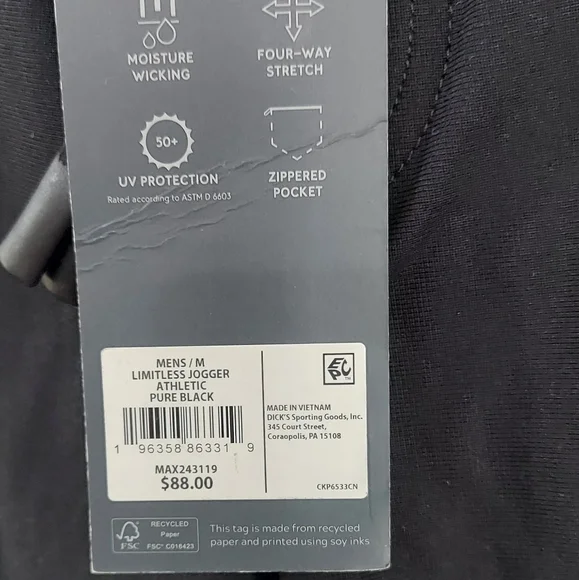 MOISTURE
WICKING
FOUR-WAY
STRETCH
50+
UV PROTECTION
Rated according to ASTM D 6603
ZIPPERED
POCKET
MENS / M
LIMITLESS JOGGER
ATHLETIC
PURE BLACK
1 96358 86331 9
MAX243119
$88.00
EPC™
MADE IN VIETNAM
DICK'S Sporting Goods, Inc.
345 Court Street,
Coraopolis, PA 15108
CKP6533CN
FSC
RECYCLED
Paper
FSC® C016423
This tag is made from recycled
paper and printed using soy inks